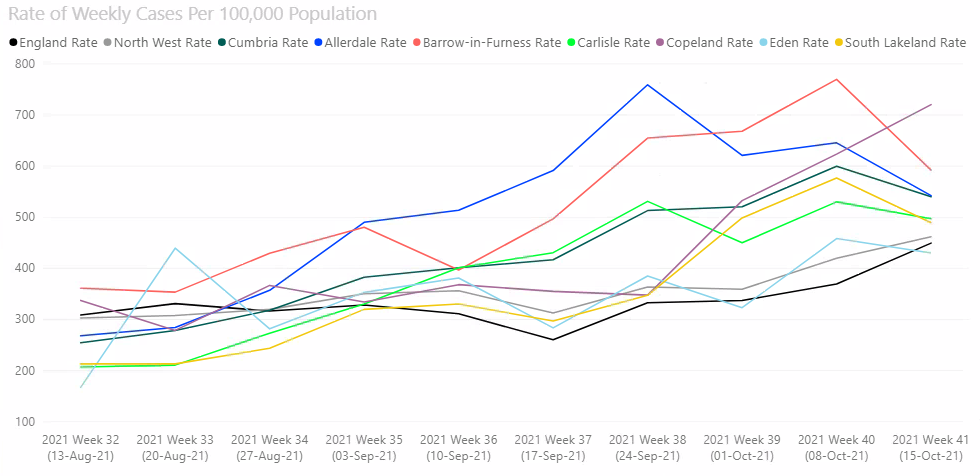 Rate of Weekly Cases Per 100,000 Population
England Rate North West Rate Cumbria Rate Allerdale Rate Barrow-in-Furness Rate Carlisle Rate Copeland Rate Eden Rate South Lakeland Rate
800
700
600
500
400
300
200
100
2021 Week 32 2021 Week 33 2021 Week 34 2021 Week 35 2021 Week 36 2021 Week 37 2021 Week 38 2021 Week 39 2021 Week 40 2021 Week 41
(13-Aug-21) (20-Aug-21) (27-Aug-21) (03-Sep-21) (10-Sep-21) (17-Sep-21) (24-Sep-21) (01-Oct-21) (08-Oct-21) (15-Oct-21)